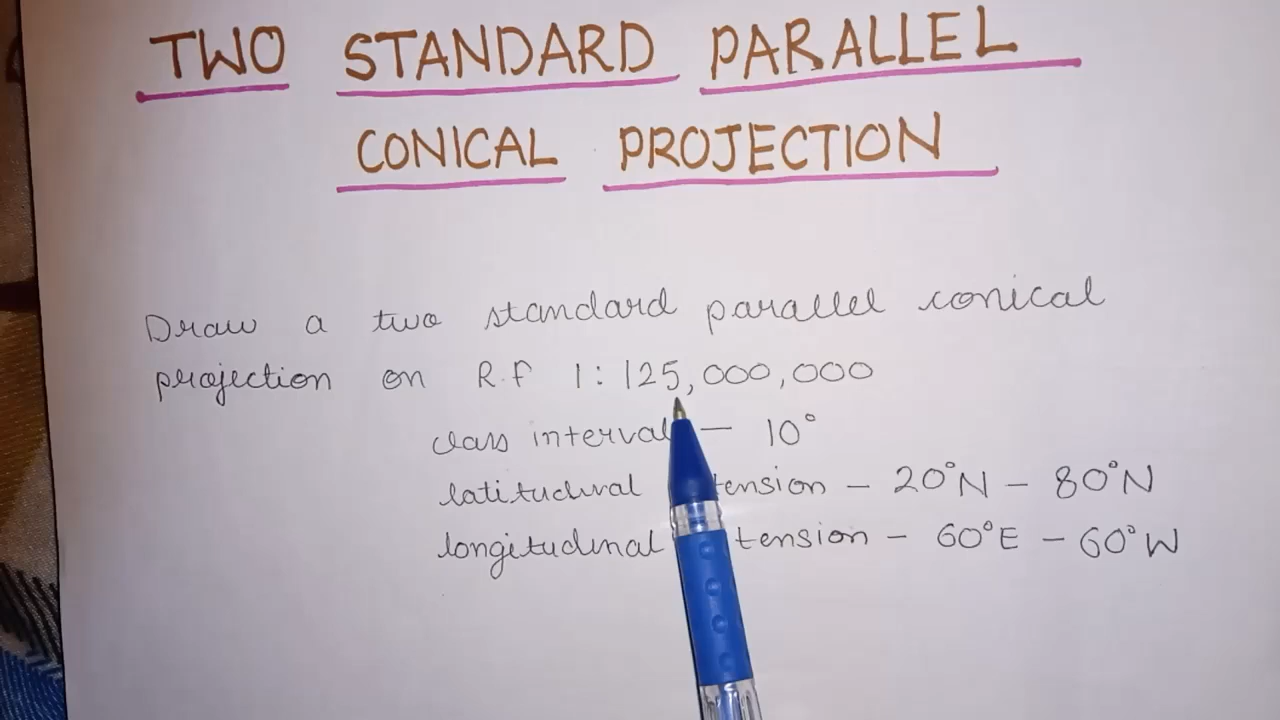 TWO STANDARD PARALLEL
CONICAL PROJECTION
Draw a two standard parallel conical
projection on R.f 1:125,000,000
class interval — 10°
latitudinal tension — 20°N — 80°N
longitudinal tension — 60°E — 60°W